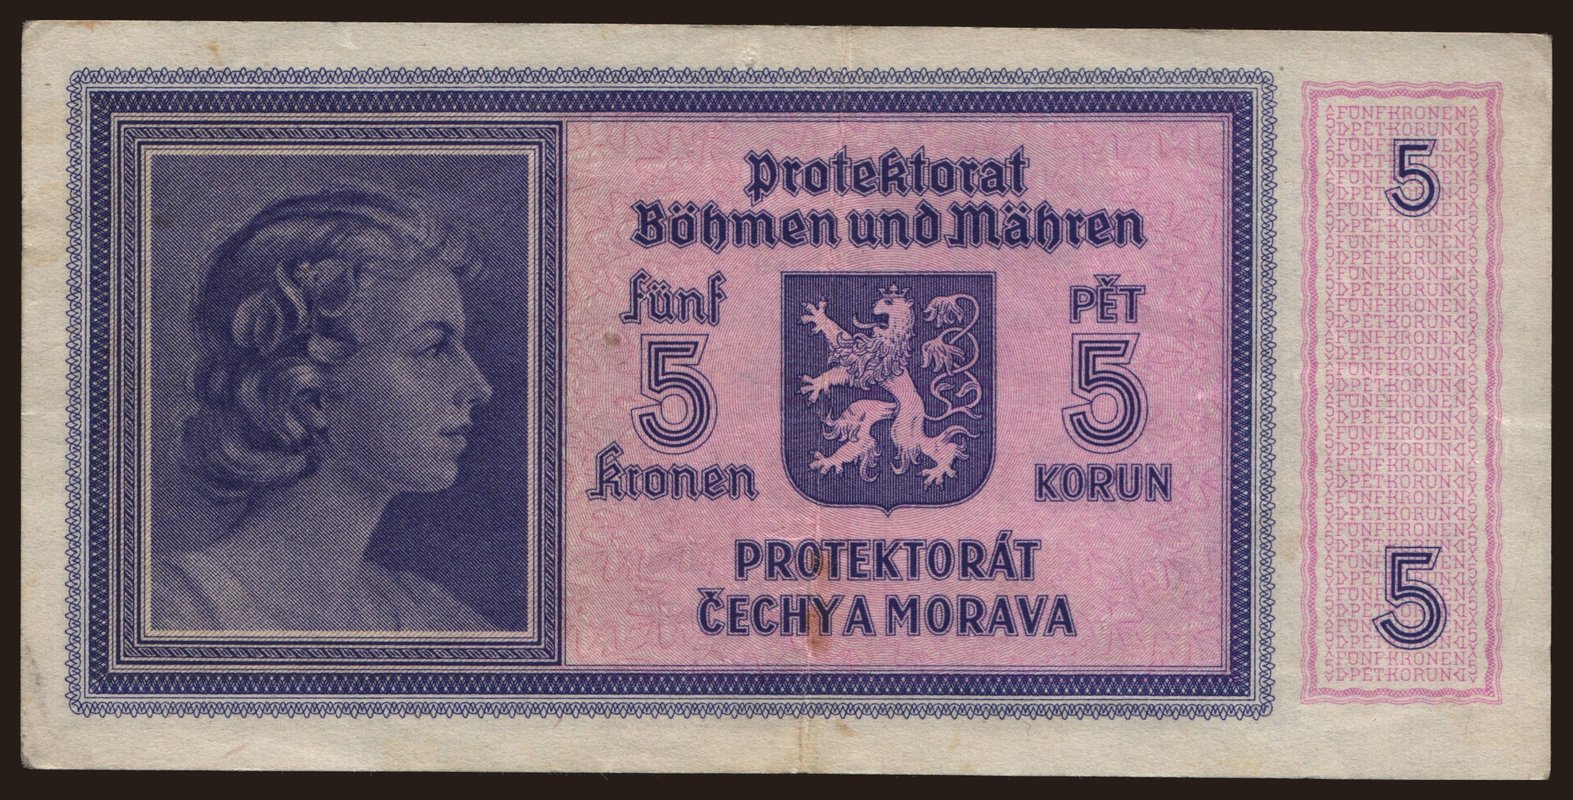 Protektorat
Böhmen und Mähren
fünf
5
Kronen
PĚT
5
KORUN
PROTEKTORÁT
ČECHY A MORAVA
5
5
FÜNF KRONEN
PĚT KORUN